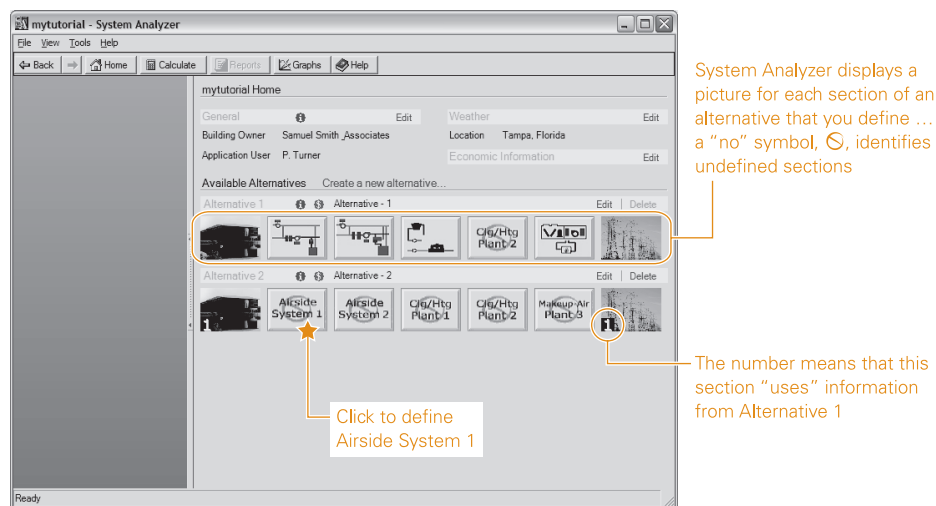 mytutorial - System Analyzer
File View Tools Help
Back Home Calculate Reports Graphs Help
mytutorial Home
General Edit Weather Edit
Building Owner Samuel Smith_Associates Location Tampa, Florida
Application User P. Turner Economic Information Edit
Available Alternatives Create a new alternative...
Alternative 1 Alternative - 1 Edit | Delete
Clg/Htg
Plant 2
Alternative 2 Alternative - 2 Edit | Delete
1
Airside
System 1
Airside
System 2
Clg/Htg
Plant 1
Clg/Htg
Plant 2
Makeup-Air
Plant 3
1
Click to define
Airside System 1
Ready
System Analyzer displays a
picture for each section of an
alternative that you define …
a “no” symbol, , identifies
undefined sections
The number means that this
section “uses” information
from Alternative 1